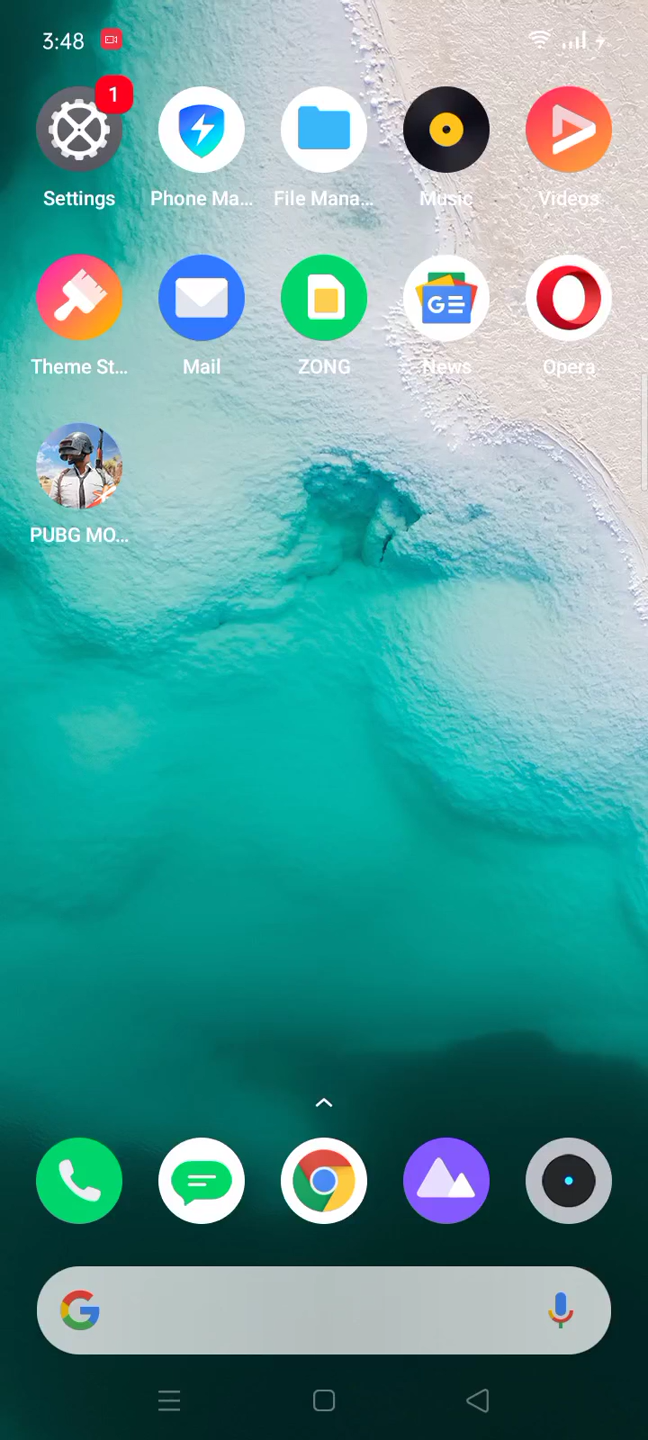 3:48
1
Settings Phone Ma... File Mana... Music Videos
Theme St... Mail ZONG News Opera
PUBG MO...